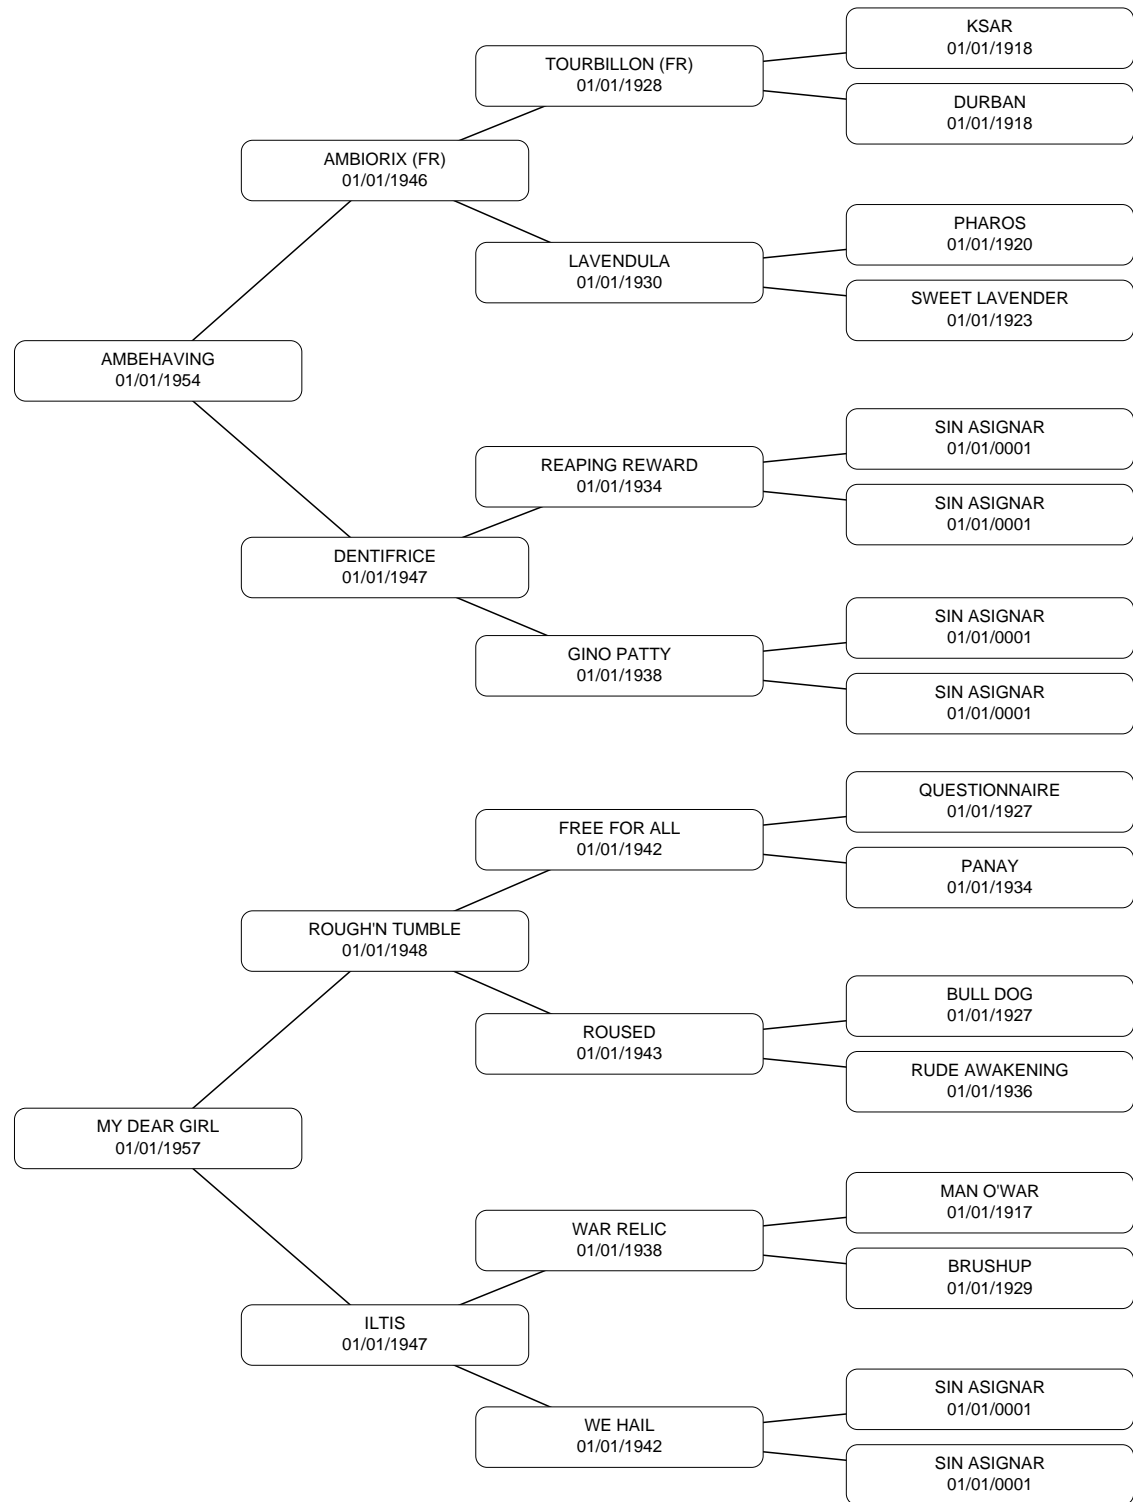 KSAR
01/01/1918
TOURBILLON (FR)
01/01/1928
DURBAN
01/01/1918
AMBIORIX (FR)
01/01/1946
PHAROS
01/01/1920
LAVENDULA
01/01/1930
SWEET LAVENDER
01/01/1923
AMBEHAVING
01/01/1954
SIN ASIGNAR
01/01/0001
REAPING REWARD
01/01/1934
SIN ASIGNAR
01/01/0001
DENTIFRICE
01/01/1947
SIN ASIGNAR
01/01/0001
GINO PATTY
01/01/1938
SIN ASIGNAR
01/01/0001
QUESTIONNAIRE
01/01/1927
FREE FOR ALL
01/01/1942
PANAY
01/01/1934
ROUGH'N TUMBLE
01/01/1948
BULL DOG
01/01/1927
ROUSED
01/01/1943
RUDE AWAKENING
01/01/1936
MY DEAR GIRL
01/01/1957
MAN O'WAR
01/01/1917
WAR RELIC
01/01/1938
BRUSHUP
01/01/1929
ILTIS
01/01/1947
SIN ASIGNAR
01/01/0001
WE HAIL
01/01/1942
SIN ASIGNAR
01/01/0001